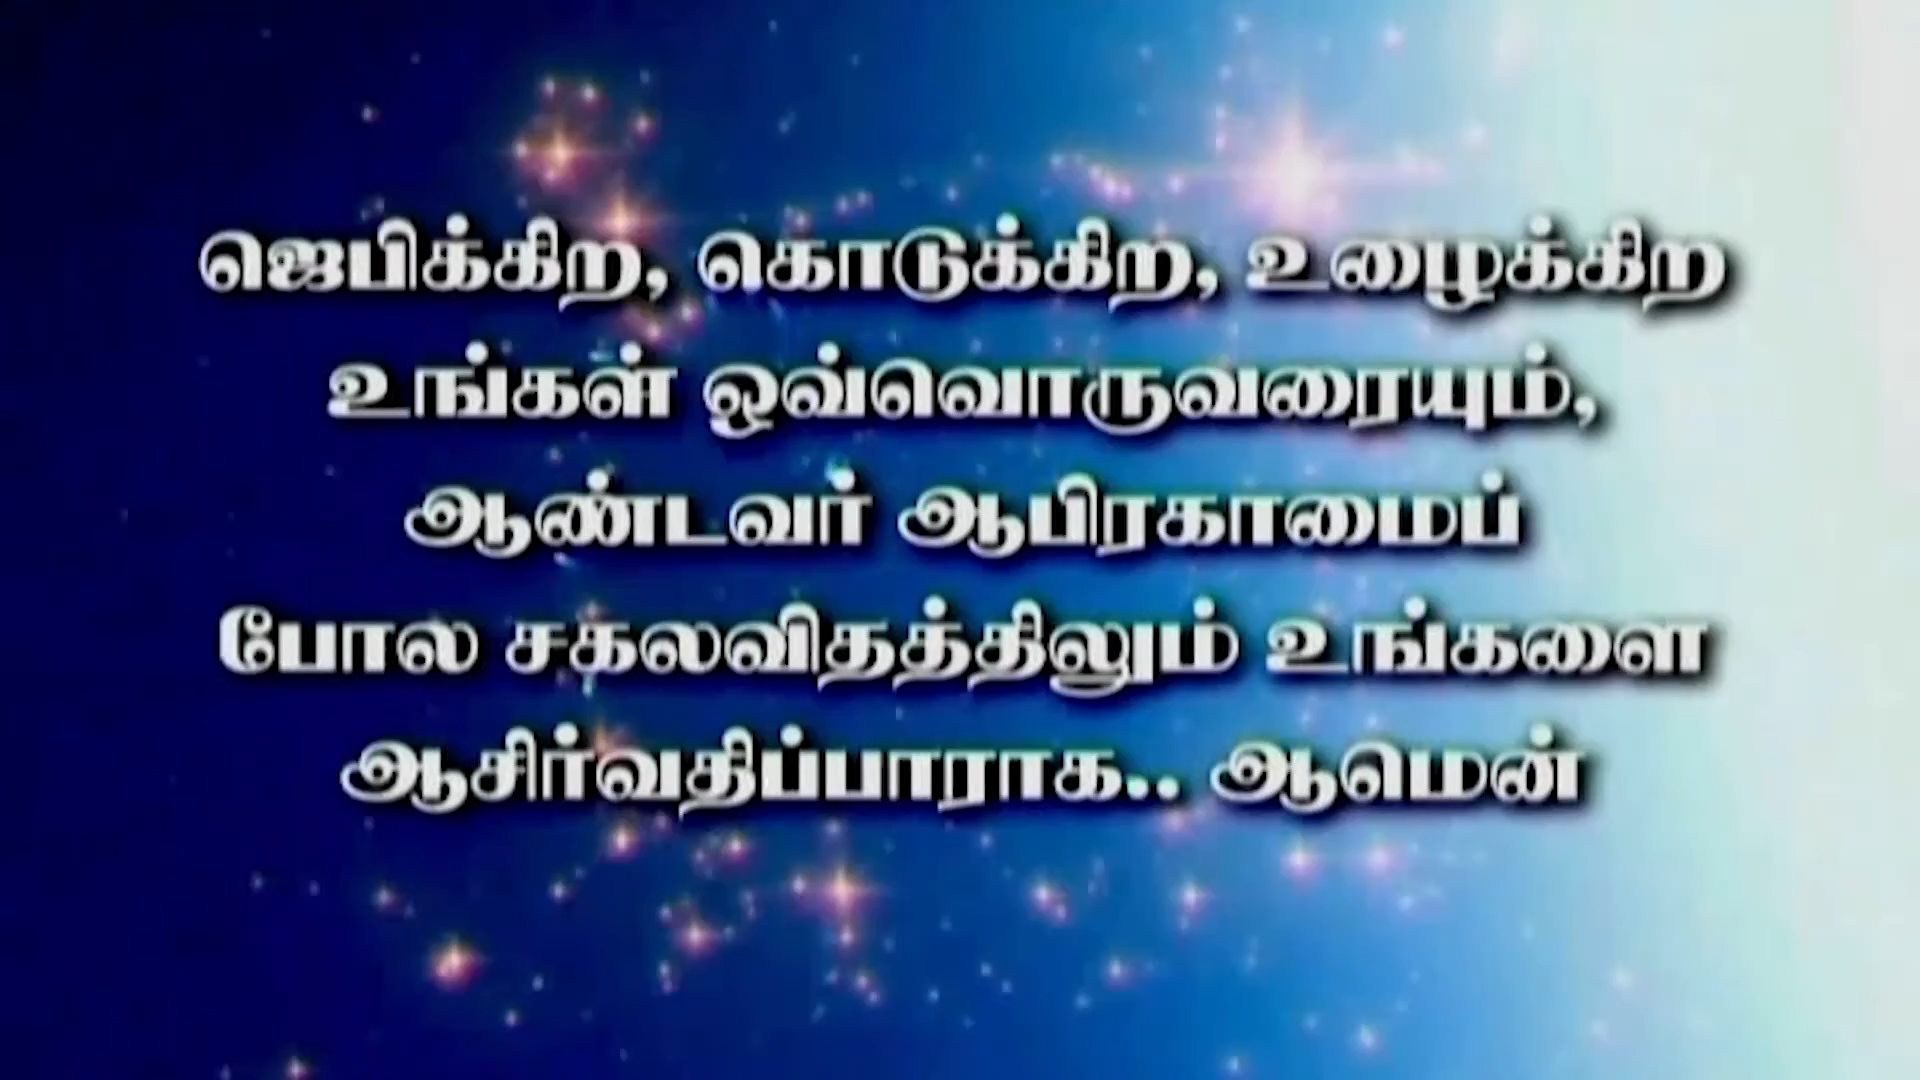 ஜெபிக்கிற, கொடுக்கிற, உழைக்கிற
உங்கள் ஒவ்வொருவரையும்,
ஆண்டவர் ஆபிரகாமைப்
போல சகலவிதத்திலும் உங்களை
ஆசிர்வதிப்பாராக.. ஆமென்